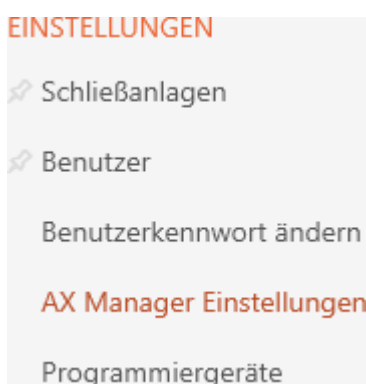 EINSTELLUNGEN
Schließanlagen
Benutzer
Benutzerkennwort ändern
AX Manager Einstellungen
Programmiergeräte